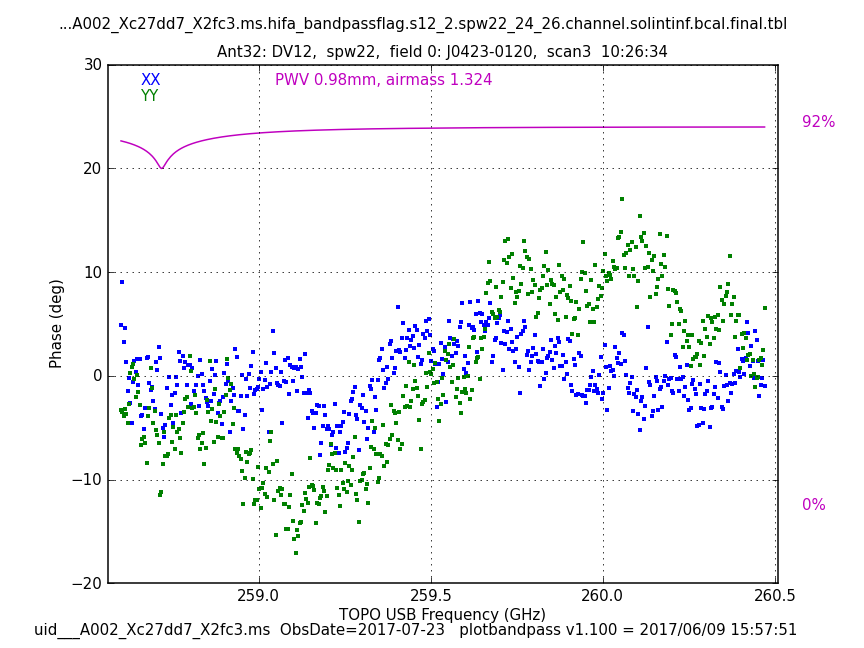 ...A002_Xc27dd7_X2fc3.ms.hifa_bandpassflag.s12_2.spw22_24_26.channel.solintinf.bcal.final.tbl
Ant32: DV12, spw22, field 0: J0423-0120, scan3 10:26:34
30
XX
PWV 0.98mm, airmass 1.324
YY
92%
20
10
Phase (deg)
0
−10
0%
−20
259.0
259.5
260.0
260.5
TOPO USB Frequency (GHz)
uid___A002_Xc27dd7_X2fc3.ms ObsDate=2017-07-23 plotbandpass v1.100 = 2017/06/09 15:57:51